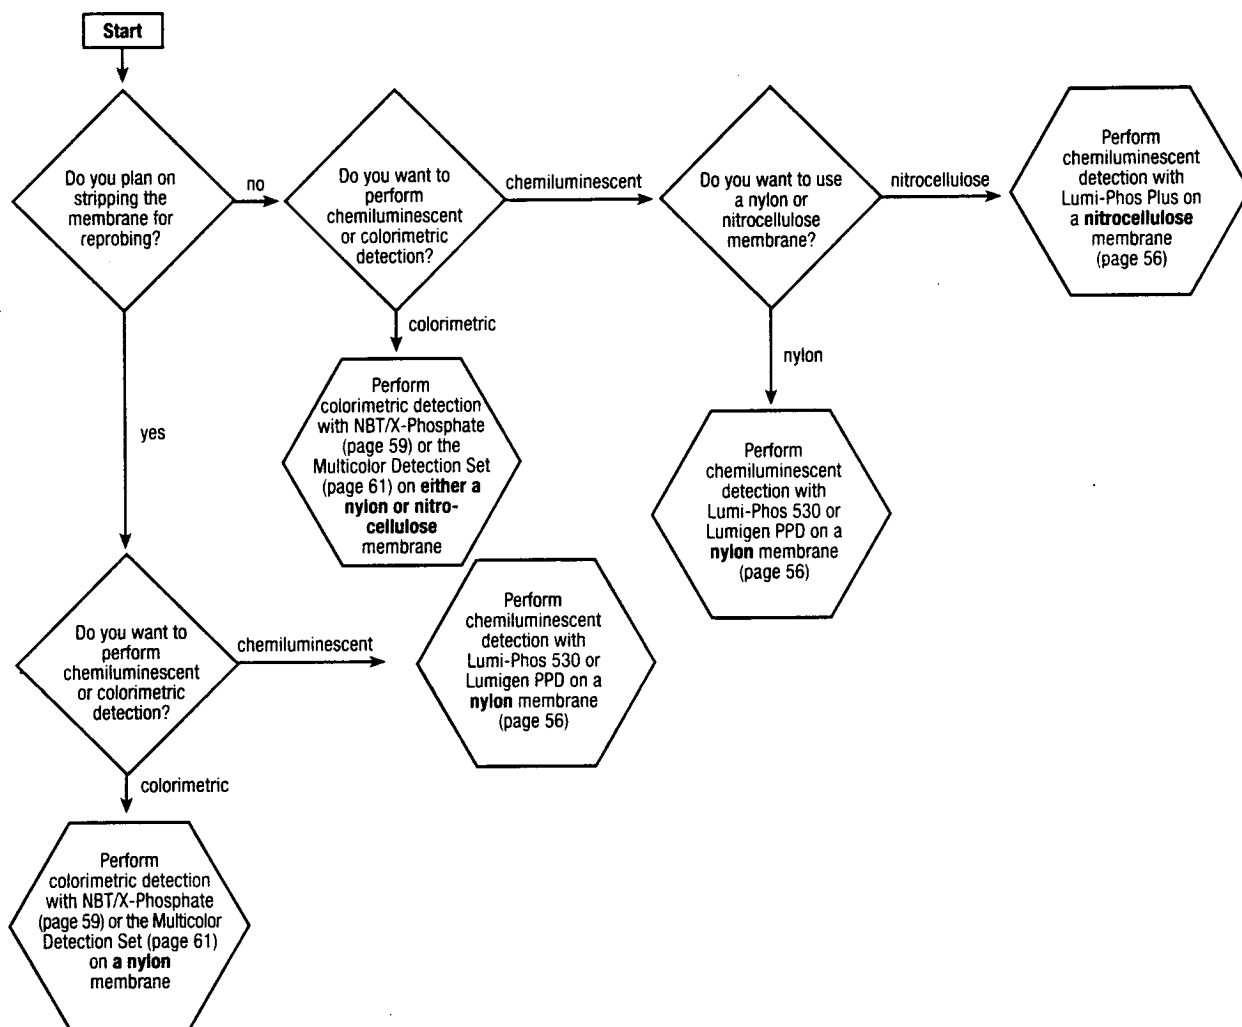 Start
Do you plan on
stripping the
membrane for
reprobing?
no
Do you want to
perform
chemiluminescent
or colorimetric
detection?
chemiluminescent
Do you want to use
a nylon or
nitrocellulose
membrane?
nitrocellulose
Perform
chemiluminescent
detection with
Lumi-Phos Plus on
a nitrocellulose
membrane
(page 56)
colorimetric
Perform
colorimetric detection
with NBT/X-Phosphate
(page 59) or the
Multicolor Detection Set
(page 61) on either a
nylon or nitro-
cellulose
membrane
nylon
Perform
chemiluminescent
detection with
Lumi-Phos 530 or
Lumigen PPD on a
nylon membrane
(page 56)
yes
Do you want to
perform
chemiluminescent
or colorimetric
detection?
chemiluminescent
Perform
chemiluminescent
detection with
Lumi-Phos 530 or
Lumigen PPD on a
nylon membrane
(page 56)
colorimetric
Perform
colorimetric detection
with NBT/X-Phosphate
(page 59) or the Multicolor
Detection Set (page 61)
on a nylon
membrane